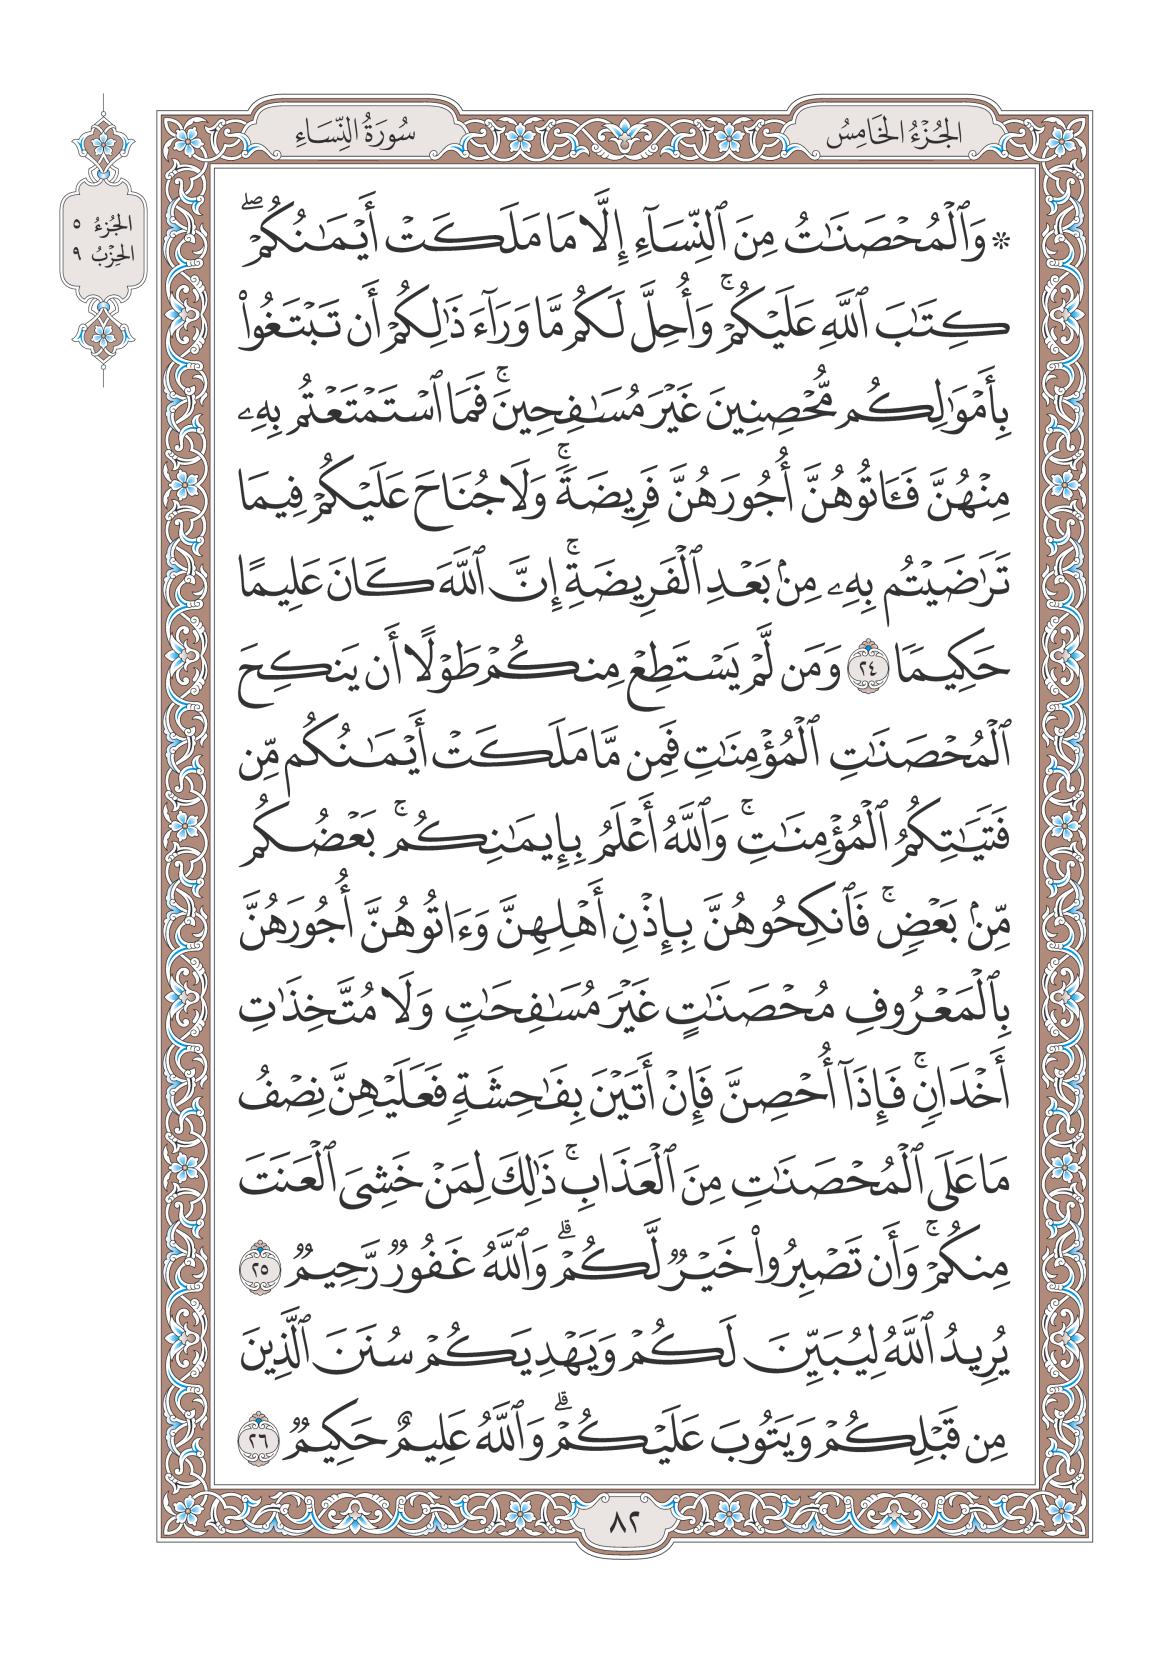 الجُزْءُ الخَامِسُ
سُورَةُ النِّسَاءِ
الجُزءُ ٥
الحِزْبُ ٩
۞ وَٱلْمُحْصَنَٰتُ مِنَ ٱلنِّسَآءِ إِلَّا مَا مَلَكَتْ أَيْمَٰنُكُمْۖ
كِتَٰبَ ٱللَّهِ عَلَيْكُمْۚ وَأُحِلَّ لَكُم مَّا وَرَآءَ ذَٰلِكُمْ أَن تَبْتَغُوا۟
بِأَمْوَٰلِكُم مُّحْصِنِينَ غَيْرَ مُسَٰفِحِينَۚ فَمَا ٱسْتَمْتَعْتُم بِهِۦ
مِنْهُنَّ فَـَٔاتُوهُنَّ أُجُورَهُنَّ فَرِيضَةًۚ وَلَا جُنَاحَ عَلَيْكُمْ فِيمَا
تَرَٰضَيْتُم بِهِۦ مِنۢ بَعْدِ ٱلْفَرِيضَةِۚ إِنَّ ٱللَّهَ كَانَ عَلِيمًا
حَكِيمًا ٢٤ وَمَن لَّمْ يَسْتَطِعْ مِنكُمْ طَوْلًا أَن يَنكِحَ
ٱلْمُحْصَنَٰتِ ٱلْمُؤْمِنَٰتِ فَمِن مَّا مَلَكَتْ أَيْمَٰنُكُم مِّن
فَتَيَٰتِكُمُ ٱلْمُؤْمِنَٰتِۚ وَٱللَّهُ أَعْلَمُ بِإِيمَٰنِكُمۚ بَعْضُكُم
مِّنۢ بَعْضٍۚ فَٱنكِحُوهُنَّ بِإِذْنِ أَهْلِهِنَّ وَءَاتُوهُنَّ أُجُورَهُنَّ
بِٱلْمَعْرُوفِ مُحْصَنَٰتٍ غَيْرَ مُسَٰفِحَٰتٍ وَلَا مُتَّخِذَٰتِ
أَخْدَانٍۚ فَإِذَآ أُحْصِنَّ فَإِنْ أَتَيْنَ بِفَٰحِشَةٍ فَعَلَيْهِنَّ نِصْفُ
مَا عَلَى ٱلْمُحْصَنَٰتِ مِنَ ٱلْعَذَابِۚ ذَٰلِكَ لِمَنْ خَشِىَ ٱلْعَنَتَ
مِنكُمْۚ وَأَن تَصْبِرُوا۟ خَيْرٌ لَّكُمْۗ وَٱللَّهُ غَفُورٌ رَّحِيمٌ ٢٥
يُرِيدُ ٱللَّهُ لِيُبَيِّنَ لَكُمْ وَيَهْدِيَكُمْ سُنَنَ ٱلَّذِينَ
مِن قَبْلِكُمْ وَيَتُوبَ عَلَيْكُمْۗ وَٱللَّهُ عَلِيمٌ حَكِيمٌ ٢٦
٨٢